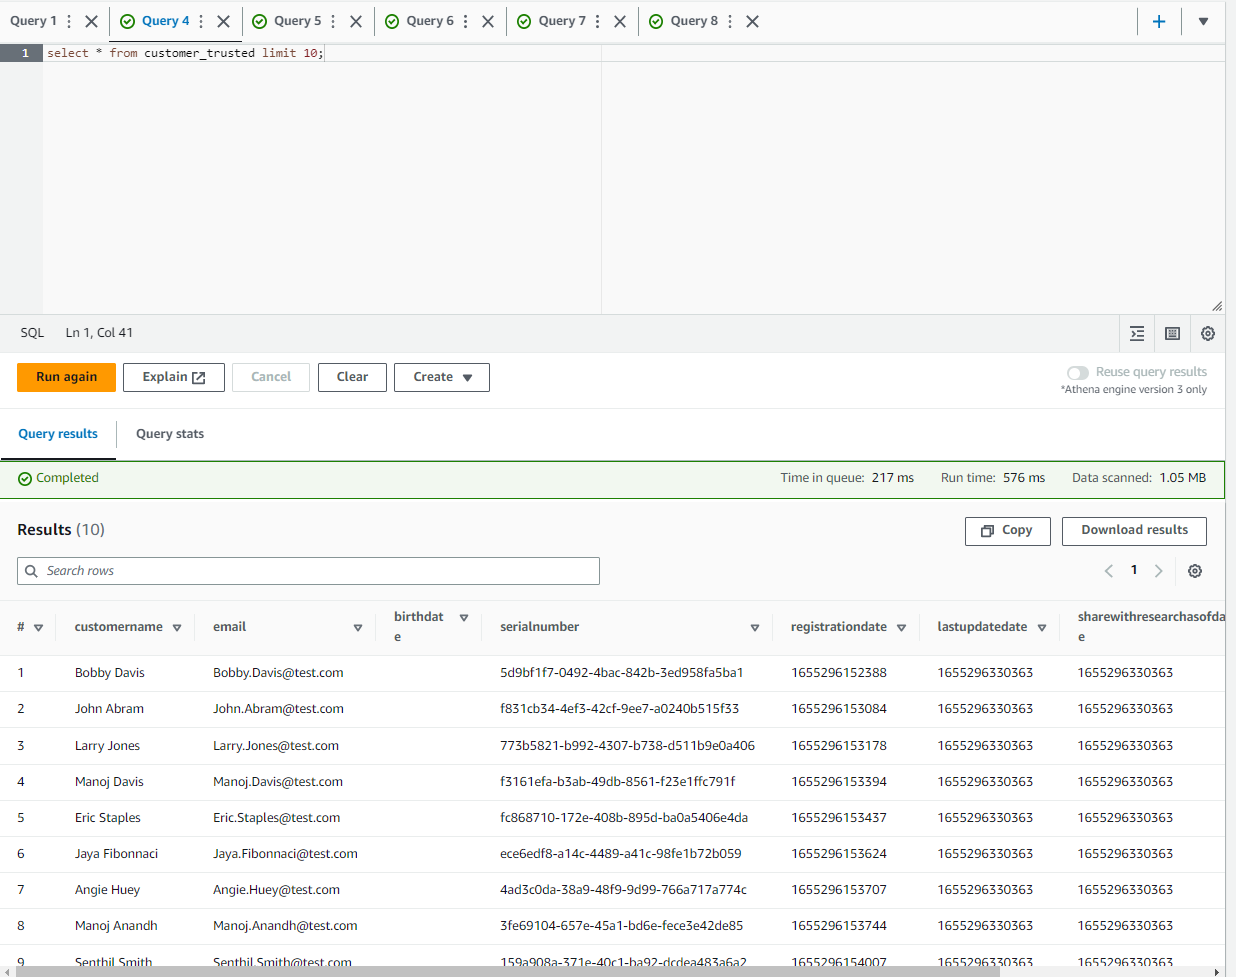 Query 1 Query 4 Query 5 Query 6 Query 7 Query 8
1 select * from customer_trusted limit 10;
SQL Ln 1, Col 41
Run again Explain Cancel Clear Create Reuse query results
*Athena engine version 3 only
Query results Query stats
Completed Time in queue: 217 ms Run time: 576 ms Data scanned: 1.05 MB
Results (10) Copy Download results
Search rows 1
# customername email birthdate serialnumber registrationdate lastupdatedate sharewithresearchasofdate
1 Bobby Davis Bobby.Davis@test.com 5d9bf1f7-0492-4bac-842b-3ed958fa5ba1 1655296152388 1655296330363 1655296330363
2 John Abram John.Abram@test.com f831cb34-4ef3-42cf-9ee7-a0240b515f33 1655296153084 1655296330363 1655296330363
3 Larry Jones Larry.Jones@test.com 773b5821-b992-4307-b738-d511b9e0a406 1655296153178 1655296330363 1655296330363
4 Manoj Davis Manoj.Davis@test.com f3161efa-b3ab-49db-8561-f23e1ffc791f 1655296153394 1655296330363 1655296330363
5 Eric Staples Eric.Staples@test.com fc868710-172e-408b-895d-ba0a5406e4da 1655296153437 1655296330363 1655296330363
6 Jaya Fibonnaci Jaya.Fibonnaci@test.com ece6edf8-a14c-4489-a41c-98fe1b72b059 1655296153624 1655296330363 1655296330363
7 Angie Huey Angie.Huey@test.com 4ad3c0da-38a9-48f9-9d99-766a717a774c 1655296153707 1655296330363 1655296330363
8 Manoj Anandh Manoj.Anandh@test.com 3fe69104-657e-45a1-bd6e-fece3e42de85 1655296153744 1655296330363 1655296330363
9 Senthil Smith Senthil.Smith@test.com 159a908a-371e-40c1-ba92-dcdea483a6a2 1655296154007 1655296330363 1655296330363